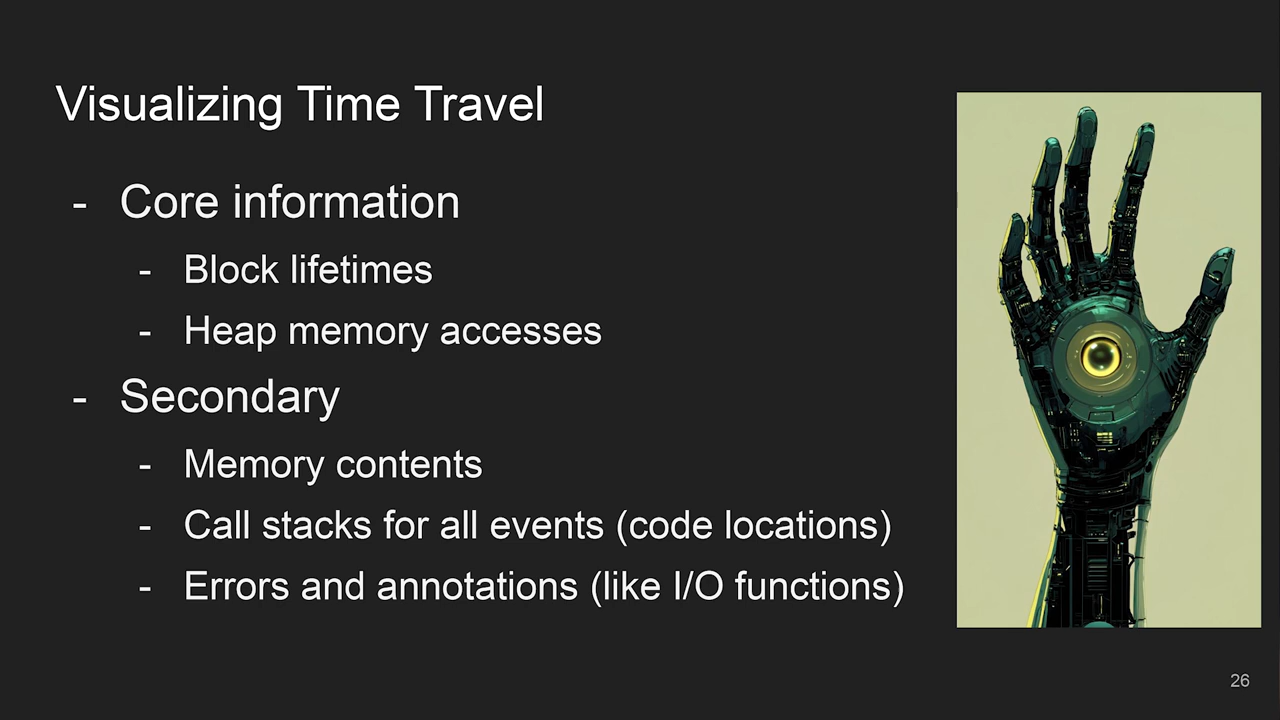 Visualizing Time Travel
- Core information
- Block lifetimes
- Heap memory accesses
- Secondary
- Memory contents
- Call stacks for all events (code locations)
- Errors and annotations (like I/O functions)
26